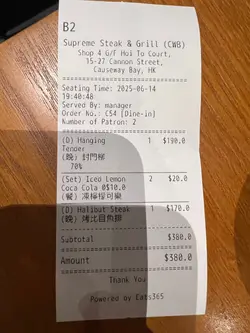 B2
Supreme Steak & Grill (CWB)
Shop 4 G/F Hoi To Court,
15-27 Cannon Street,
Causeway Bay, HK
Seating Time: 2025-06-14
19:40:48
Served By: manager
Order No.: C54 [Dine-in]
Number of Patron: 2
(D) Hanging 1 $190.0
Tender
(晚) 封門柳
70%
(Set) Iced Lemon 2 $20.0
Coca Cola @$10.0
(餐) 凍檸檬可樂
(D) Halibut Steak 1 $170.0
(晚) 烤比目魚扒
Subtotal $380.0
Amount $380.0
Thank You
Powered by Eats365